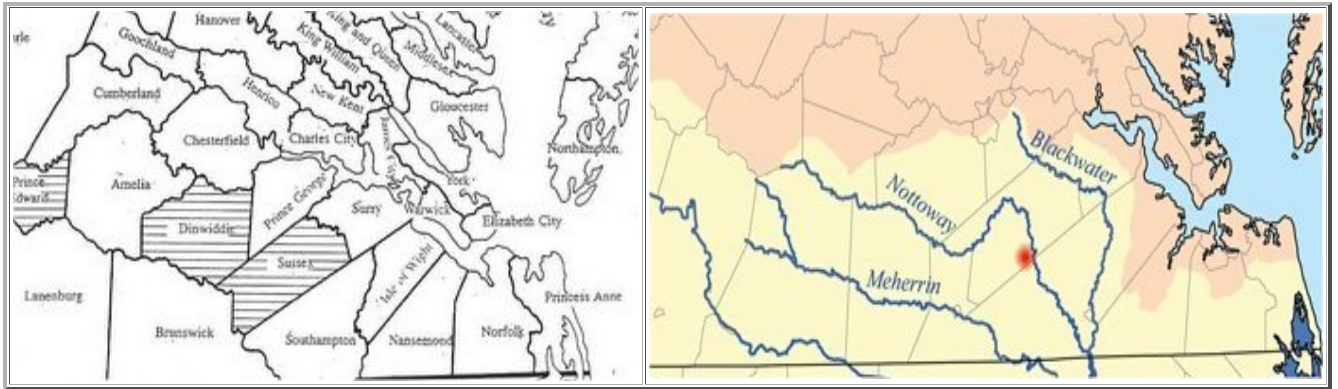 Hanover
King and Queen
Lancaster
Goochland
King William
Middlesex
Cumberland
Henrico
New Kent
Gloucester
Chesterfield
Charles City
Northampton
Prince
Edward
Amelia
Prince George
York
Surry
Warwick
Elizabeth City
Dinwiddie
Sussex
Isle of Wight
Lunenburg
Princess Anne
Brunswick
Southampton
Nansemond
Norfolk
Blackwater
Nottoway
Meherrin